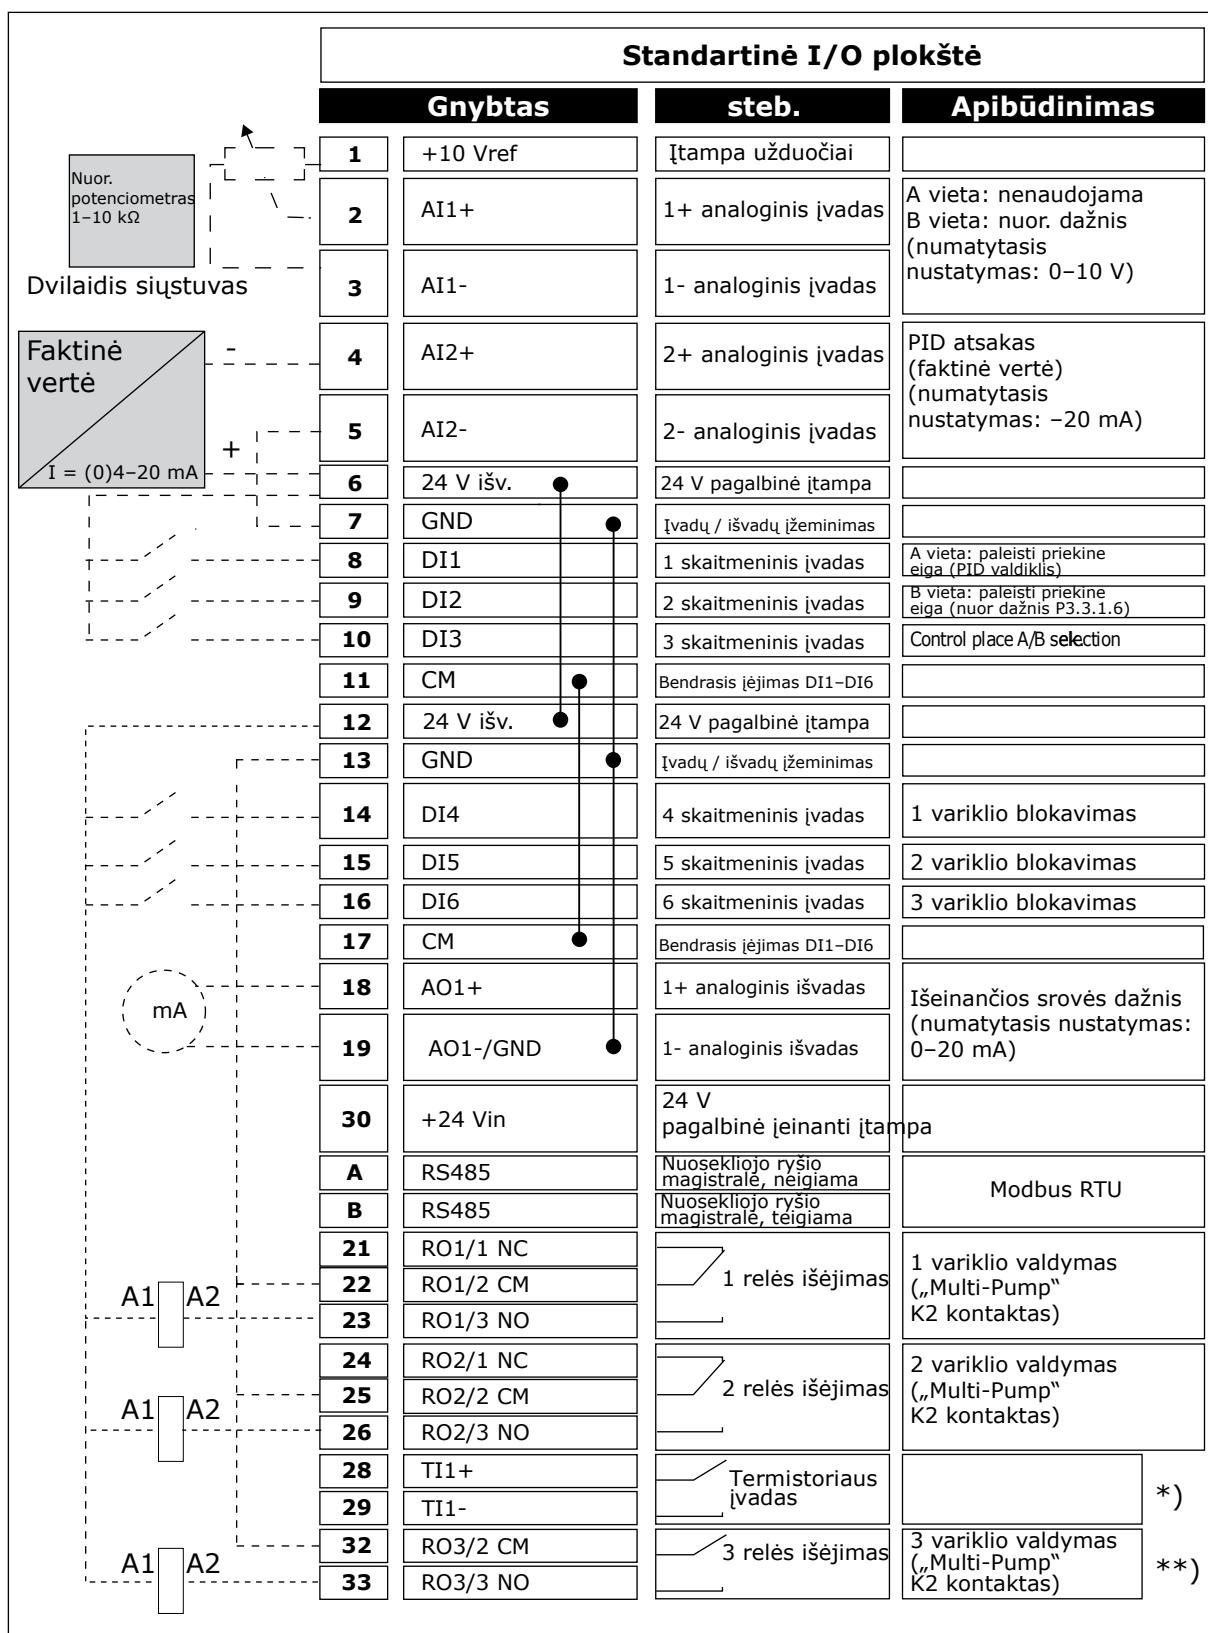 Standartinė I/O plokštė
Gnybtas steb. Apibūdinimas
Nuor.
potenciometras
1–10 kΩ
Dvilaidis siųstuvas
1 +10 Vref Įtampa užduočiai
2 AI1+ 1+ analoginis įvadas
3 AI1- 1- analoginis įvadas
A vieta: nenaudojama
B vieta: nuor. dažnis
(numatytasis
nustatymas: 0–10 V)
Faktinė
vertė
-
+
I = (0)4–20 mA
4 AI2+ 2+ analoginis įvadas
5 AI2- 2- analoginis įvadas
PID atsakas
(faktinė vertė)
(numatytasis
nustatymas: –20 mA)
6 24 V išv. 24 V pagalbinė įtampa
7 GND Įvadų / išvadų įžeminimas
8 DI1 1 skaitmeninis įvadas
A vieta: paleisti priekine
eiga (PID valdiklis)
9 DI2 2 skaitmeninis įvadas
B vieta: paleisti priekine
eiga (nuor dažnis P3.3.1.6)
10 DI3 3 skaitmeninis įvadas Control place A/B selection
11 CM Bendrasis įėjimas DI1–DI6
12 24 V išv. 24 V pagalbinė įtampa
13 GND Įvadų / išvadų įžeminimas
14 DI4 4 skaitmeninis įvadas 1 variklio blokavimas
15 DI5 5 skaitmeninis įvadas 2 variklio blokavimas
16 DI6 6 skaitmeninis įvadas 3 variklio blokavimas
17 CM Bendrasis įėjimas DI1–DI6
mA
18 AO1+ 1+ analoginis išvadas
19 AO1-/GND 1- analoginis išvadas
Išeinančios srovės dažnis
(numatytasis nustatymas:
0–20 mA)
30 +24 Vin 24 V
pagalbinė įeinanti įtampa
A RS485 Nuosekliojo ryšio
magistralė, neigiama
B RS485 Nuosekliojo ryšio
magistralė, teigiama
Modbus RTU
21 RO1/1 NC
22 RO1/2 CM
23 RO1/3 NO
A1 A2
1 relės išėjimas
1 variklio valdymas
(„Multi-Pump“
K2 kontaktas)
24 RO2/1 NC
25 RO2/2 CM
26 RO2/3 NO
A1 A2
2 relės išėjimas
2 variklio valdymas
(„Multi-Pump“
K2 kontaktas)
28 TI1+
29 TI1-
Termistoriaus
įvadas
*)
32 RO3/2 CM
33 RO3/3 NO
A1 A2
3 relės išėjimas
3 variklio valdymas
(„Multi-Pump“
K2 kontaktas)
**)